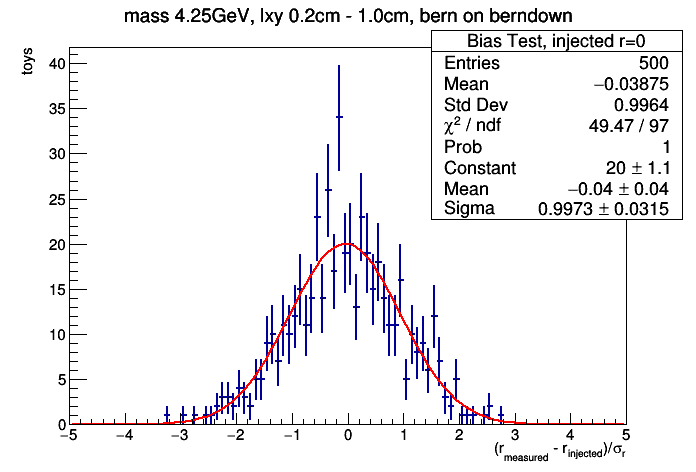 mass 4.25GeV, lxy 0.2cm - 1.0cm, bern on berndown
toys
Bias Test, injected r=0
Entries 500
Mean −0.03875
Std Dev 0.9964
χ² / ndf 49.47 / 97
Prob 1
Constant 20 ± 1.1
Mean −0.04 ± 0.04
Sigma 0.9973 ± 0.0315
40
35
30
25
20
15
10
5
0
−5 −4 −3 −2 −1 0 1 2 3 4 5
(r_measured - r_injected)/σ_r